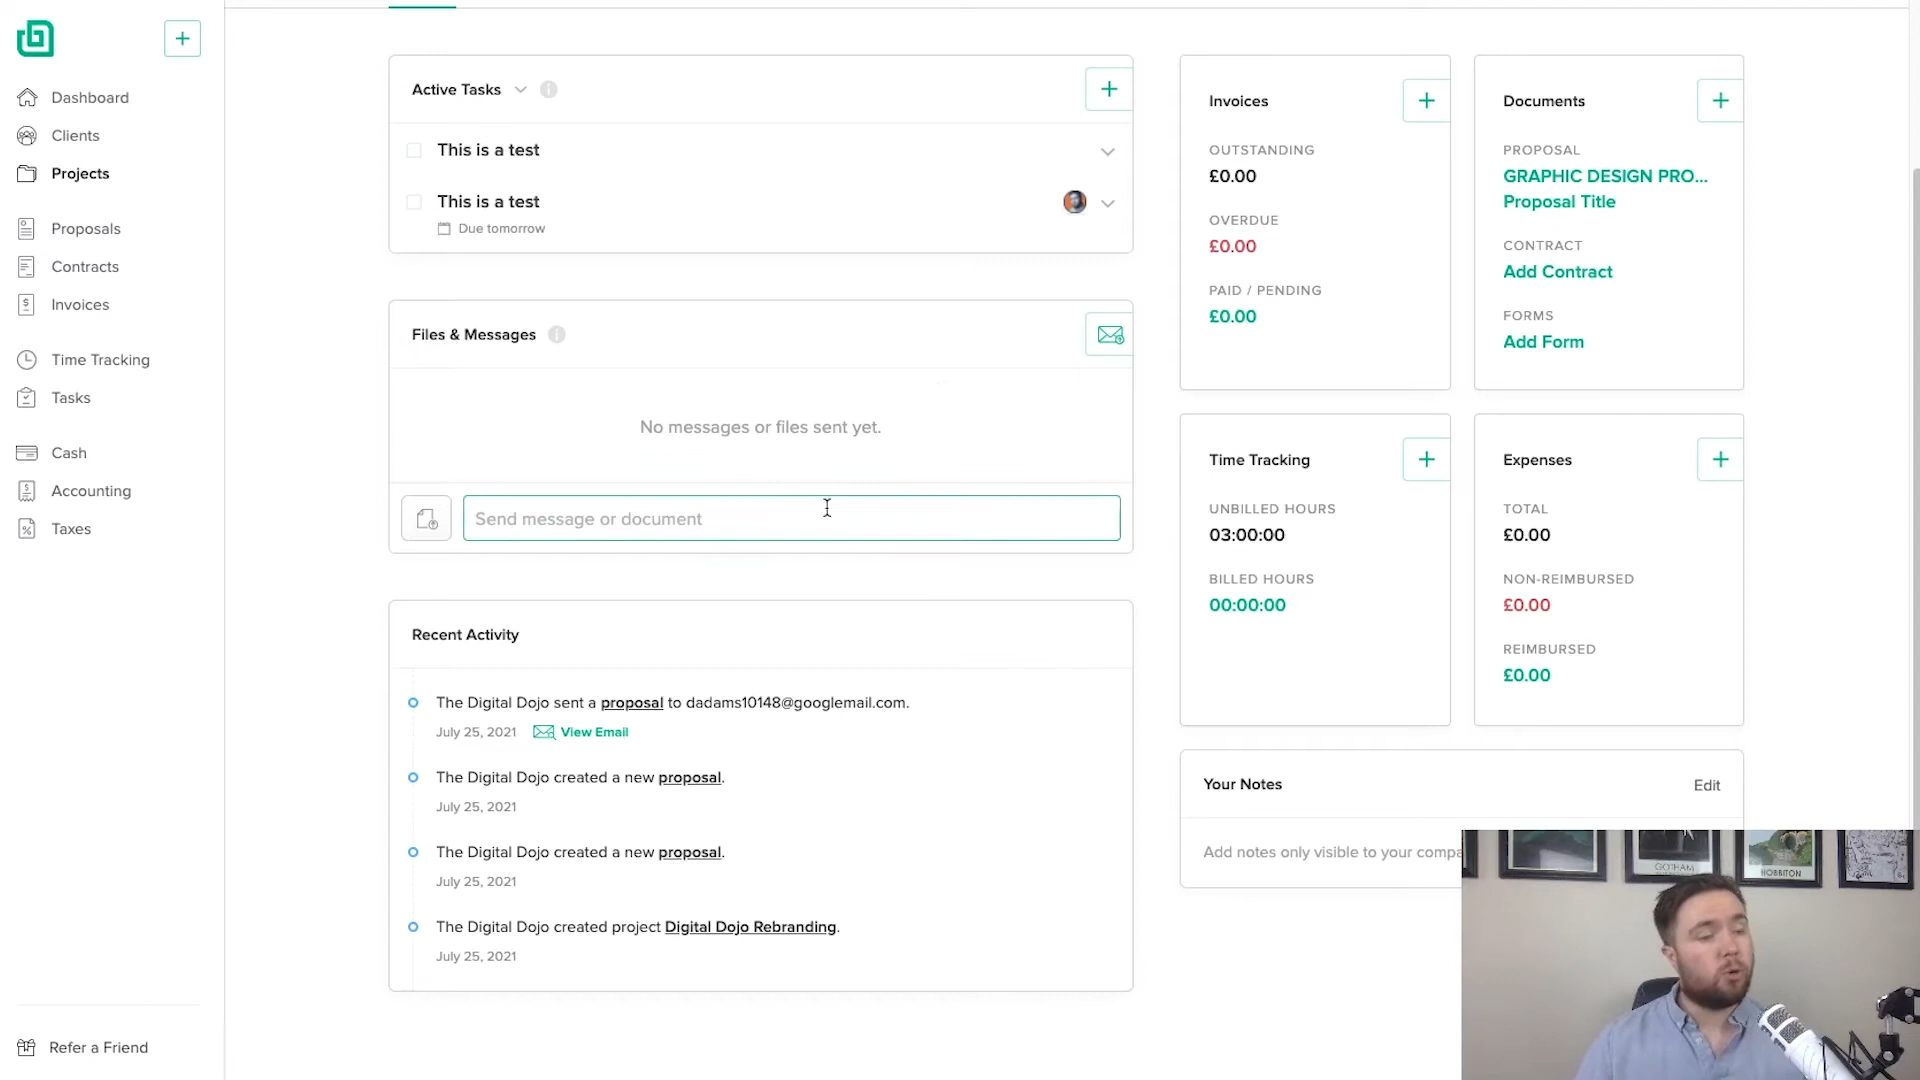 Dashboard
Clients
Projects
Proposals
Contracts
Invoices
Time Tracking
Tasks
Cash
Accounting
Taxes
Refer a Friend
Active Tasks
This is a test
This is a test
Due tomorrow
Files & Messages
No messages or files sent yet.
Send message or document
Recent Activity
The Digital Dojo sent a proposal to dadams10148@googlemail.com.
July 25, 2021 View Email
The Digital Dojo created a new proposal.
July 25, 2021
The Digital Dojo created a new proposal.
July 25, 2021
The Digital Dojo created project Digital Dojo Rebranding.
July 25, 2021
Invoices
OUTSTANDING
£0.00
OVERDUE
£0.00
PAID / PENDING
£0.00
Documents
PROPOSAL
GRAPHIC DESIGN PRO...
Proposal Title
CONTRACT
Add Contract
FORMS
Add Form
Time Tracking
UNBILLED HOURS
03:00:00
BILLED HOURS
00:00:00
Expenses
TOTAL
£0.00
NON-REIMBURSED
£0.00
REIMBURSED
£0.00
Your Notes
Edit
Add notes only visible to your compa
GOTHAM
HOBBITON